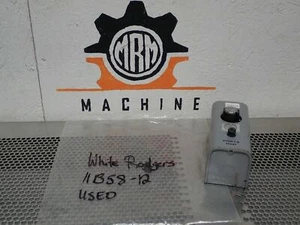 MRM
MACHINE
White Rodgers
11B58-12
USED